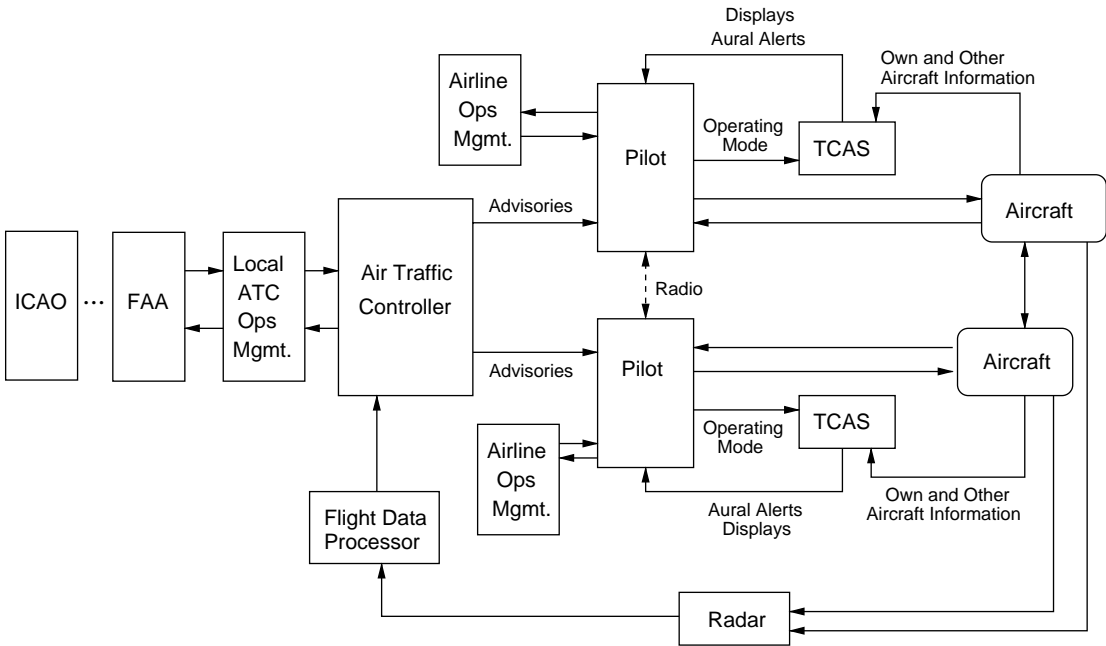 Displays
Aural Alerts
Own and Other
Aircraft Information
Airline
Ops
Mgmt.
Pilot
Operating
Mode
TCAS
Aircraft
Advisories
ICAO
...
FAA
Local
ATC
Ops
Mgmt.
Air Traffic
Controller
Radio
Advisories
Pilot
Aircraft
Operating
Mode
TCAS
Airline
Ops
Mgmt.
Aural Alerts
Displays
Own and Other
Aircraft Information
Flight Data
Processor
Radar